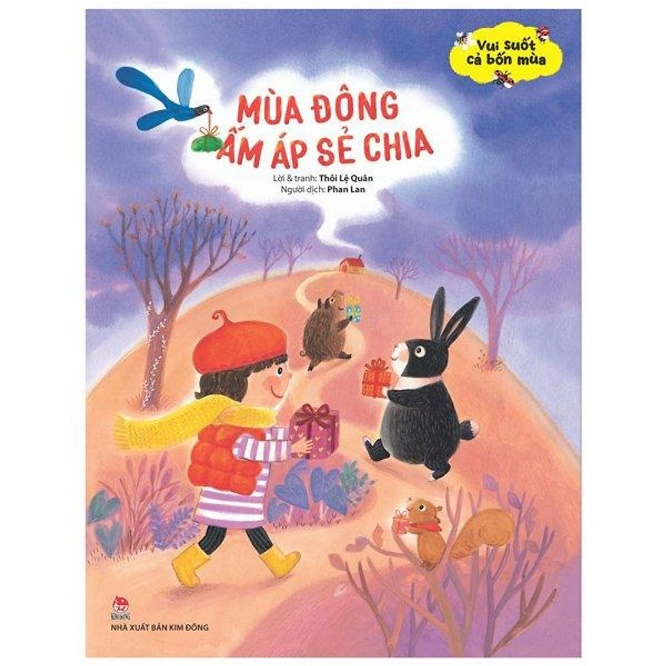 Vui suốt
cả bốn mùa
MÙA ĐÔNG
ẤM ÁP SẺ CHIA
Lời & tranh: Thôi Lệ Quân
Người dịch: Phan Lan
NHÀ XUẤT BẢN KIM ĐỒNG